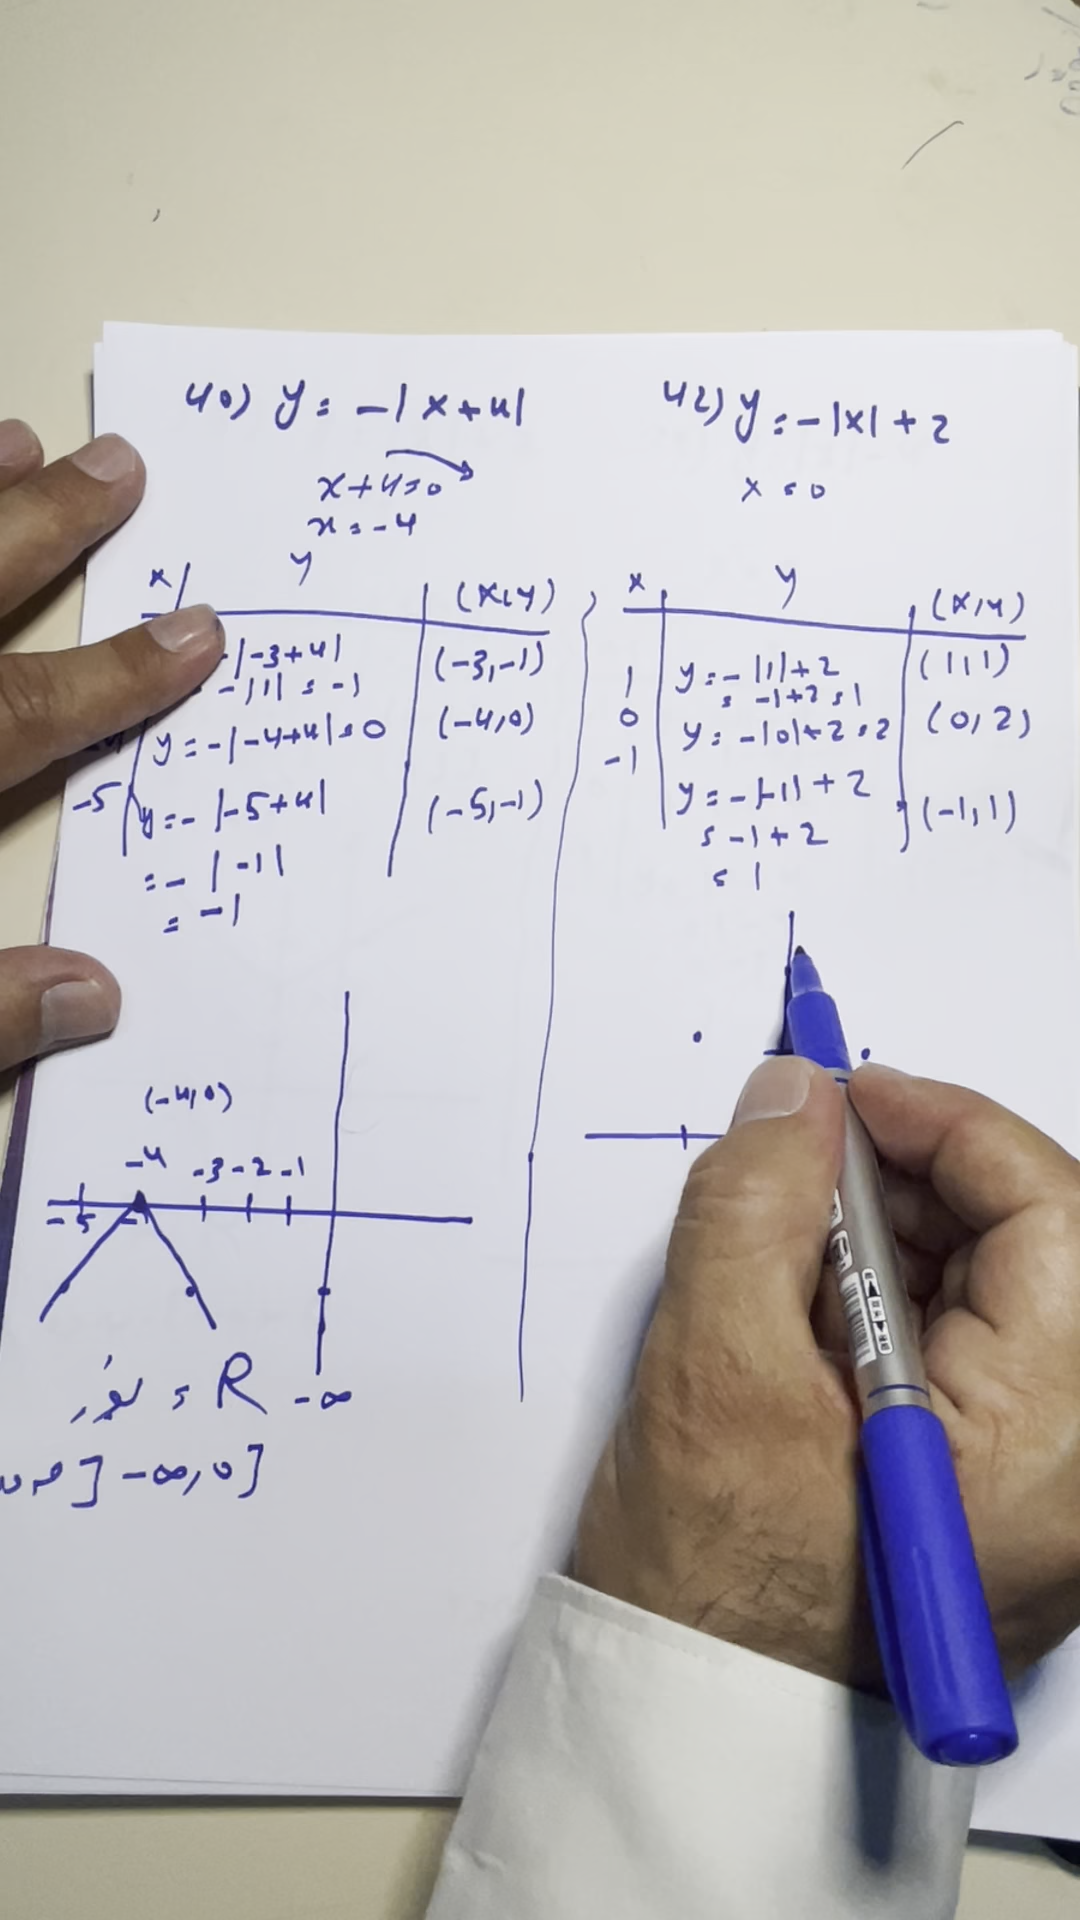 40) y = -|x+4|
x+4=0
x = -4
x y (x,y)
-|-3+4| (-3,-1)
-|1| = -1
y = -|-4+4| = 0 (-4,0)
-5 y = -|-5+4| (-5,-1)
= -|-1|
= -1
(-4,0)
-4 -3 -2 -1
-5
= R
-∞
]-∞,0]
42) y = -|x|+2
x = 0
x y (x,y)
1 y = -|1|+2 (1,1)
= -1+2 = 1
0 y = -|0|+2 = 2 (0,2)
-1 y = -|-1|+2 (-1,1)
= -1+2
= 1